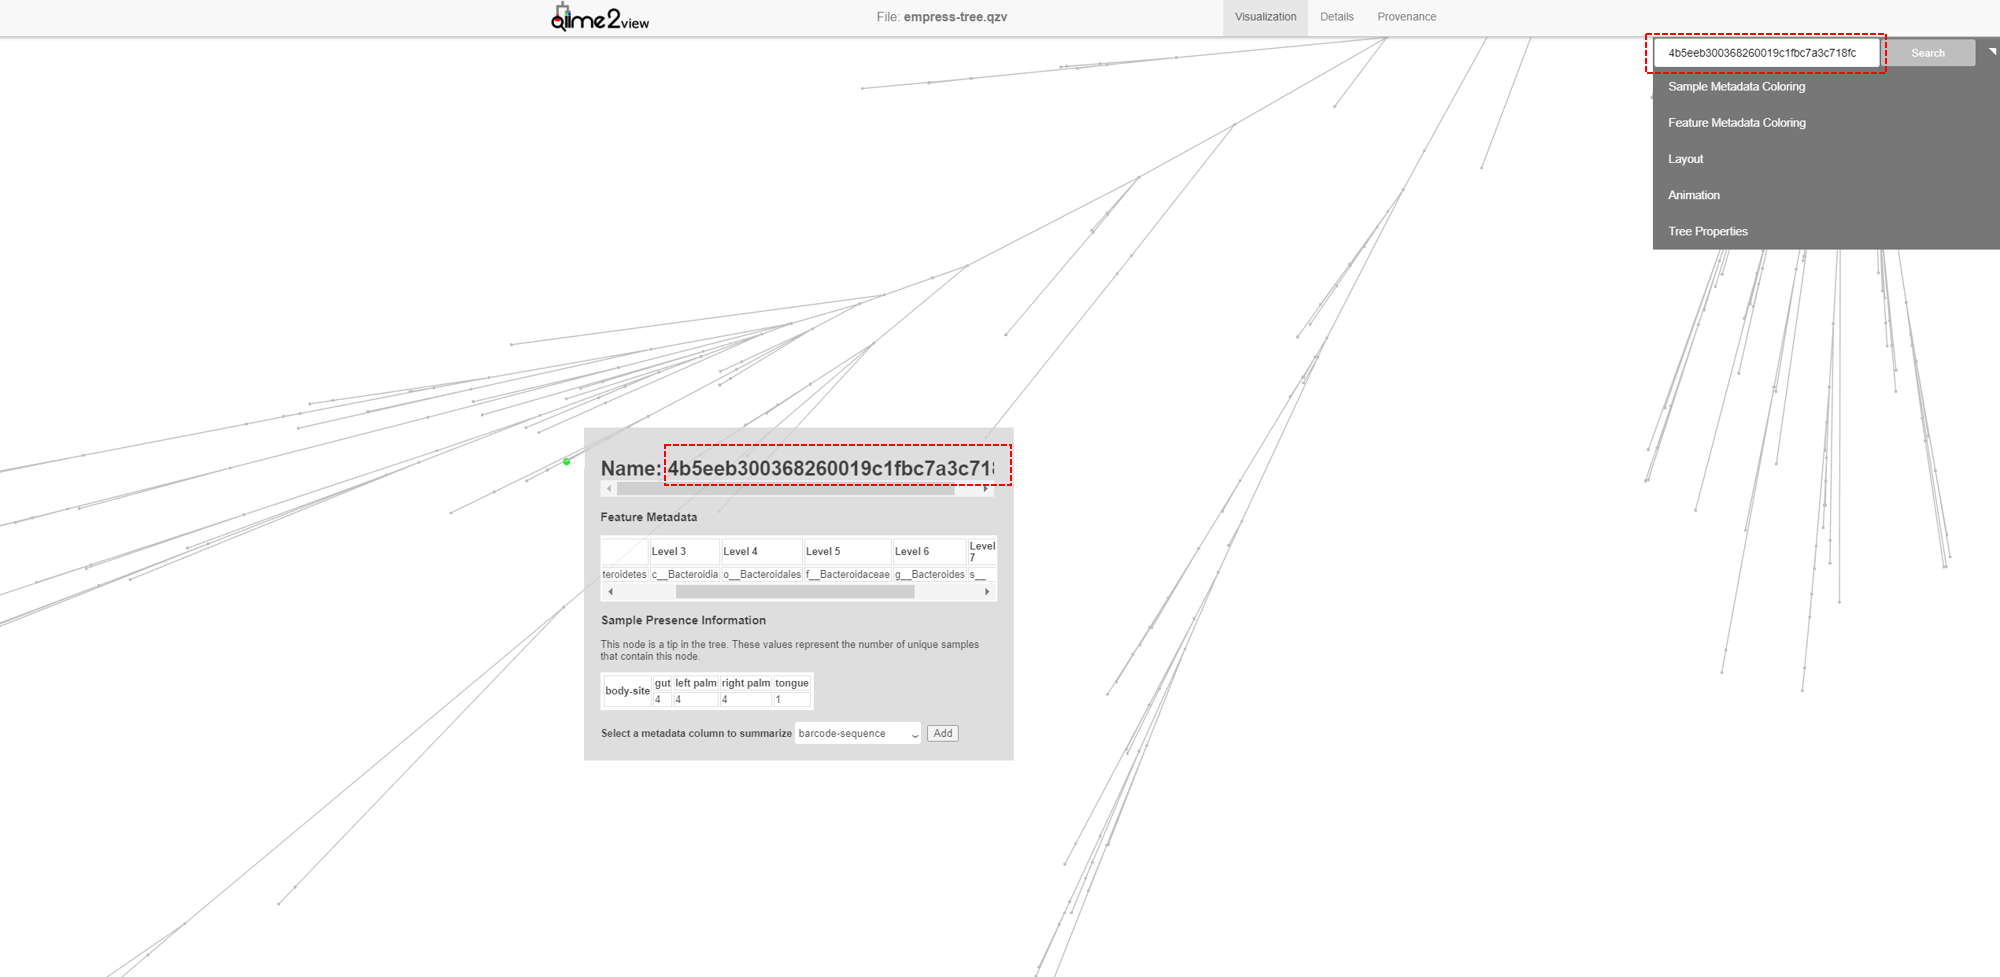 qiime2view
File: empress-tree.qzv
Visualization Details Provenance
4b5eeb300368260019c1fbc7a3c718fc Search
Sample Metadata Coloring
Feature Metadata Coloring
Layout
Animation
Tree Properties
Name: 4b5eeb300368260019c1fbc7a3c718
Feature Metadata
Level 3 Level 4 Level 5 Level 6 Level 7
teroidetes c__Bacteroidia o__Bacteroidales f__Bacteroidaceae g__Bacteroides s__
Sample Presence Information
This node is a tip in the tree. These values represent the number of unique samples
that contain this node.
body-site gut left palm right palm tongue
4 4 4 1
Select a metadata column to summarize barcode-sequence Add